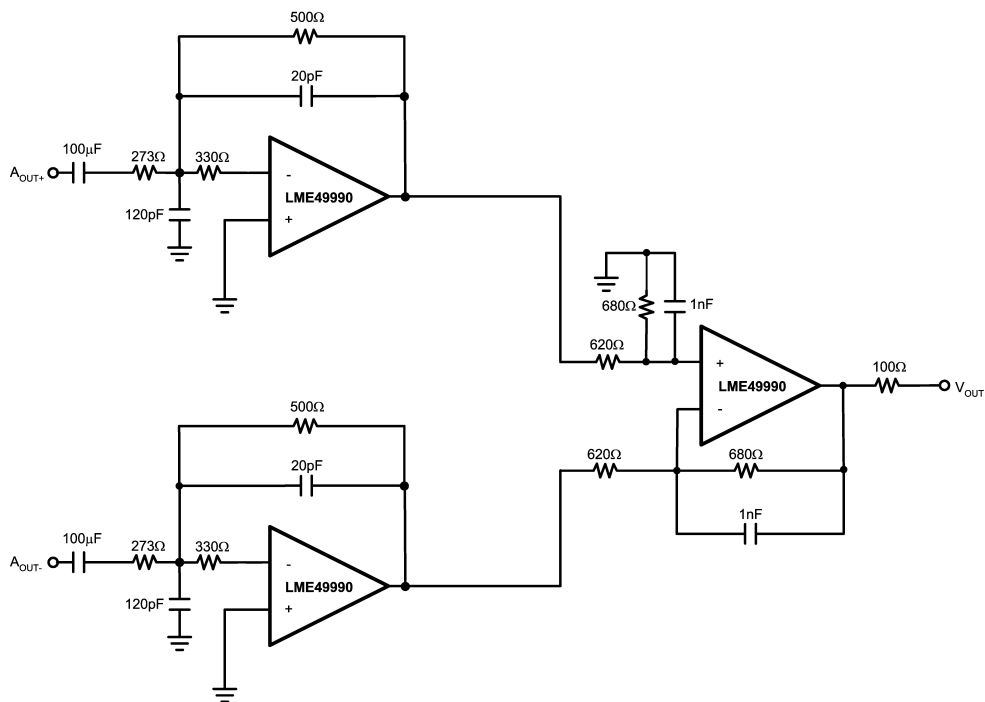 500Ω
20pF
100µF
273Ω
330Ω
AOUT+
-
LME49990
+
120pF
680Ω
1nF
620Ω
+
LME49990
-
100Ω
VOUT
500Ω
20pF
620Ω
680Ω
1nF
100µF
273Ω
330Ω
AOUT-
-
LME49990
+
120pF